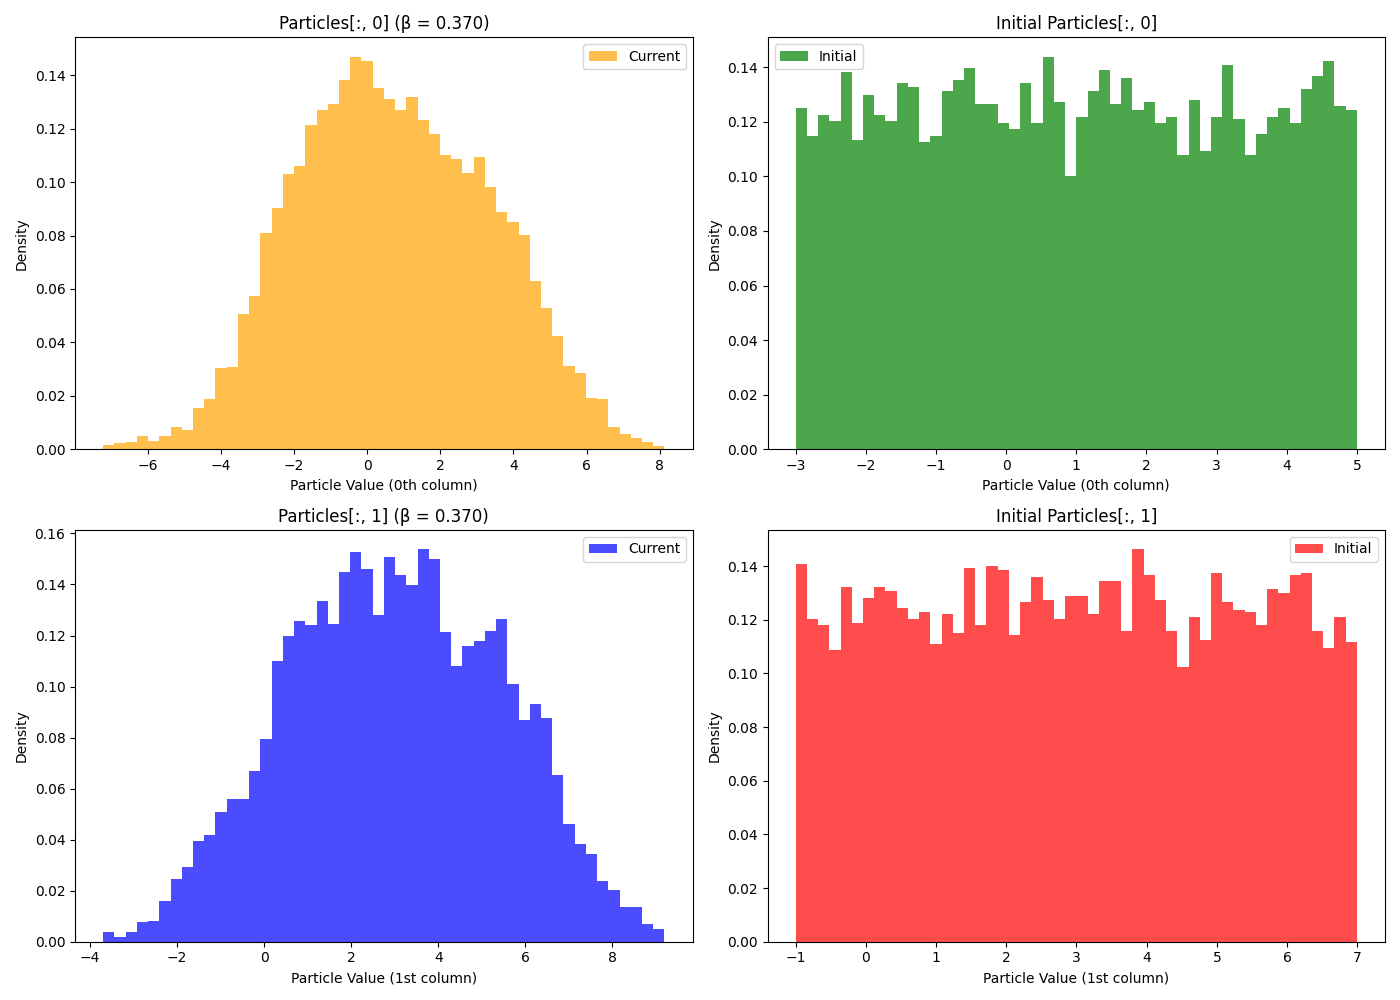 Particles[:, 0] (β = 0.370)
Current
0.14
0.12
0.10
0.08
0.06
0.04
0.02
0.00
Density
−6 −4 −2 0 2 4 6 8
Particle Value (0th column)
Initial Particles[:, 0]
Initial
0.14
0.12
0.10
0.08
0.06
0.04
0.02
0.00
Density
−3 −2 −1 0 1 2 3 4 5
Particle Value (0th column)
Particles[:, 1] (β = 0.370)
Current
0.16
0.14
0.12
0.10
0.08
0.06
0.04
0.02
0.00
Density
−4 −2 0 2 4 6 8
Particle Value (1st column)
Initial Particles[:, 1]
Initial
0.14
0.12
0.10
0.08
0.06
0.04
0.02
0.00
Density
−1 0 1 2 3 4 5 6 7
Particle Value (1st column)